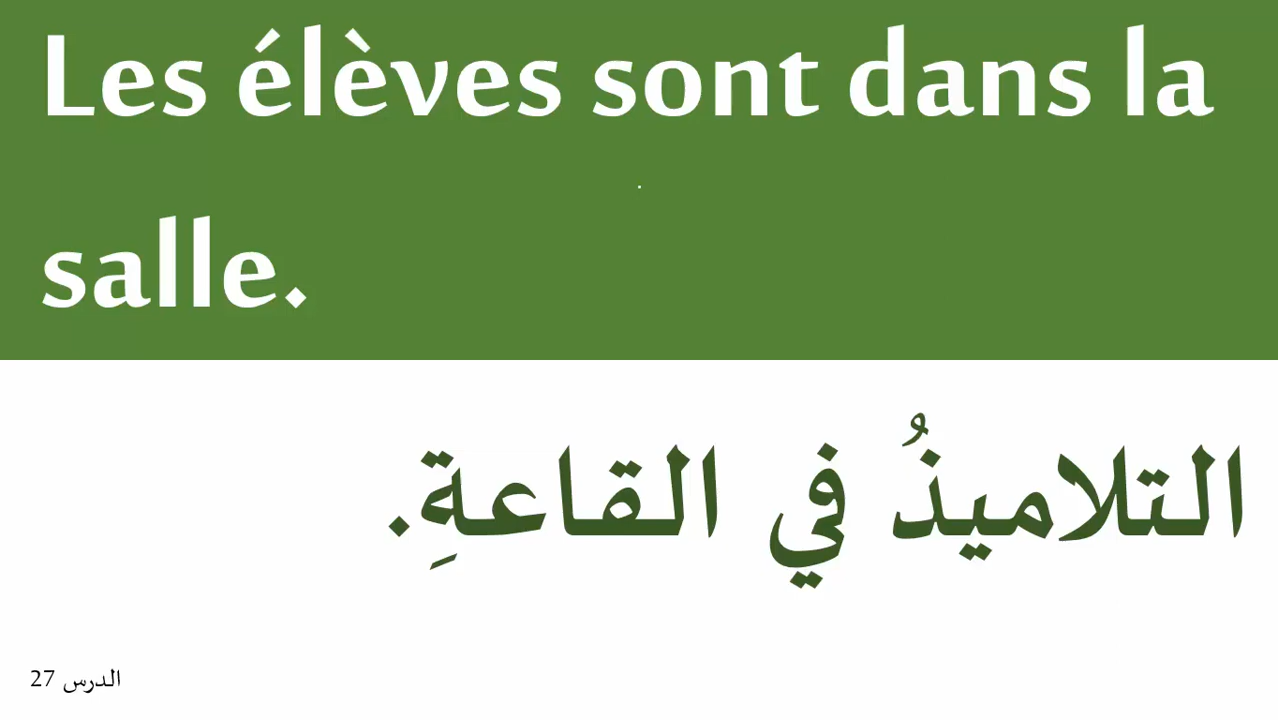 Les élèves sont dans la
salle.
التلاميذُ في القاعةِ.
الدرس 27